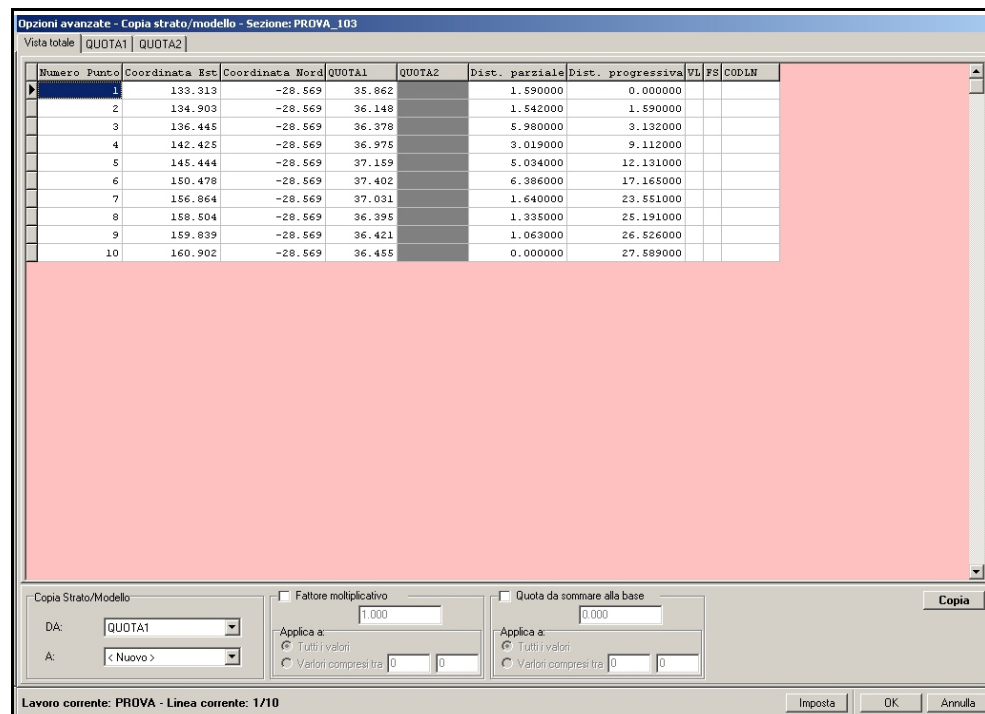 Opzioni avanzate - Copia strato/modello - Sezione: PROVA_103
Vista totale QUOTA1 QUOTA2
Numero Punto Coordinata Est Coordinata Nord QUOTA1 QUOTA2 Dist. parziale Dist. progressiva VL FS CODLN
1 133.313 -28.569 35.862 1.590000 0.000000
2 134.903 -28.569 36.148 1.542000 1.590000
3 136.445 -28.569 36.378 5.980000 3.132000
4 142.425 -28.569 36.975 3.019000 9.112000
5 145.444 -28.569 37.159 5.034000 12.131000
6 150.478 -28.569 37.402 6.386000 17.165000
7 156.864 -28.569 37.031 1.640000 23.551000
8 158.504 -28.569 36.395 1.335000 25.191000
9 159.839 -28.569 36.421 1.063000 26.526000
10 160.902 -28.569 36.455 0.000000 27.589000
Copia Strato/Modello Fattore moltiplicativo Quota da sommare alla base Copia
1.000 0.000
DA: QUOTA1 Applica a: Applica a:
Tutti i valori Tutti i valori
A: < Nuovo > Varlori compresi tra 0 0 Varlori compresi tra 0 0
Lavoro corrente: PROVA - Linea corrente: 1/10 Imposta OK Annulla